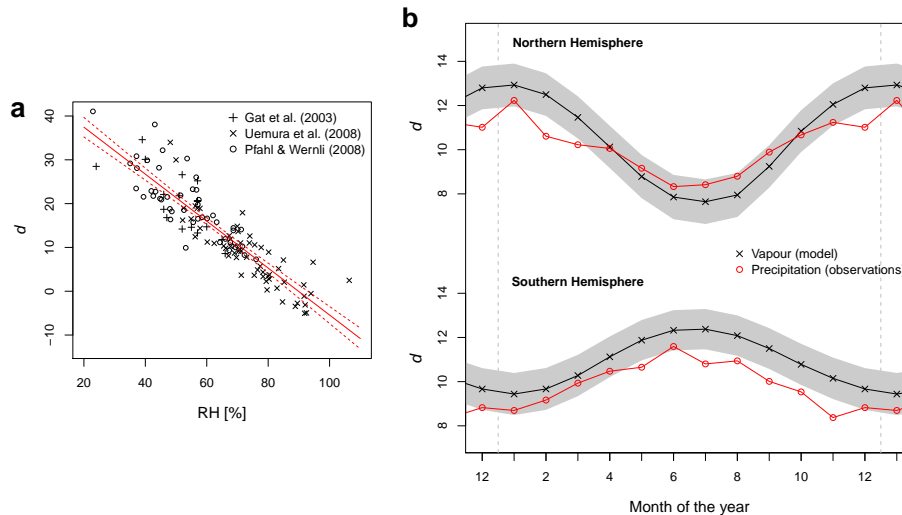 a
d
40
30
20
10
0
−10
+ Gat et al. (2003)
× Uemura et al. (2008)
○ Pfahl & Wernli (2008)
20 40 60 80 100
RH [%]
b
Northern Hemisphere
d
14
12
10
8
× Vapour (model)
○ Precipitation (observations)
Southern Hemisphere
d
14
12
10
8
12 2 4 6 8 10 12
Month of the year